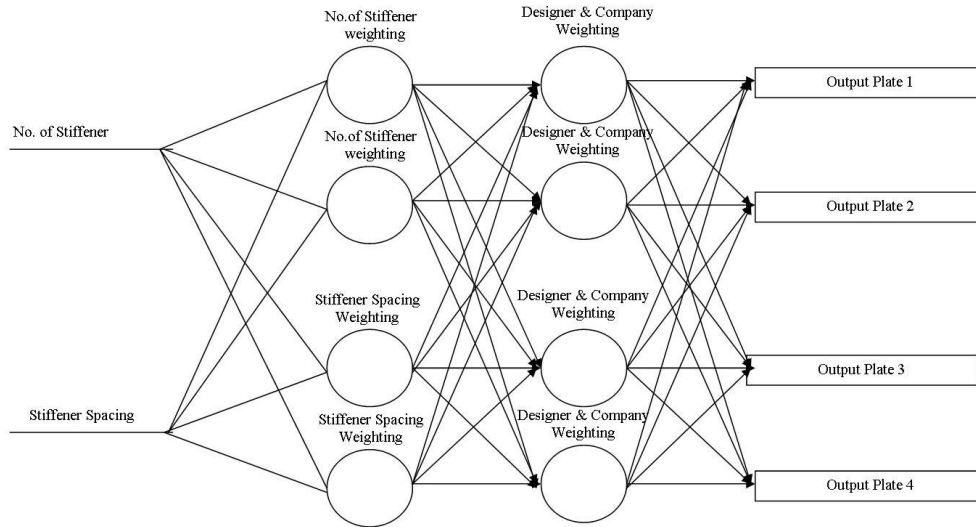 No.of Stiffener
weighting
Designer & Company
Weighting
Output Plate 1
No. of Stiffener
No.of Stiffener
weighting
Designer & Company
Weighting
Output Plate 2
Stiffener Spacing
Weighting
Designer & Company
Weighting
Output Plate 3
Stiffener Spacing
Stiffener Spacing
Weighting
Designer & Company
Weighting
Output Plate 4